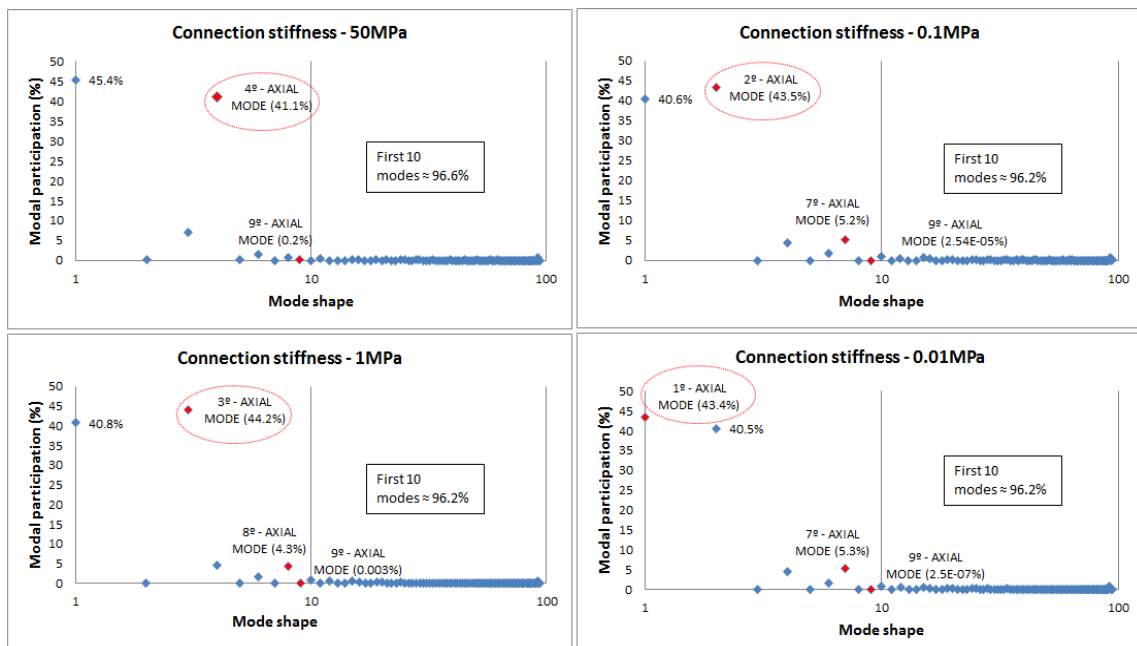 Connection stiffness - 50MPa
Modal participation (%)
50
45
40
35
30
25
20
15
10
5
0
45.4%
4º - AXIAL
MODE (41.1%)
First 10
modes ≈ 96.6%
9º - AXIAL
MODE (0.2%)
1
10
100
Mode shape
Connection stiffness - 0.1MPa
Modal participation (%)
50
45
40
35
30
25
20
15
10
5
0
40.6%
2º - AXIAL
MODE (43.5%)
First 10
modes ≈ 96.2%
7º - AXIAL
MODE (5.2%)
9º - AXIAL
MODE (2.54E-05%)
1
10
100
Mode shape
Connection stiffness - 1MPa
Modal participation (%)
50
45
40
35
30
25
20
15
10
5
0
40.8%
3º - AXIAL
MODE (44.2%)
First 10
modes ≈ 96.2%
8º - AXIAL
MODE (4.3%)
9º - AXIAL
MODE (0.003%)
1
10
100
Mode shape
Connection stiffness - 0.01MPa
Modal participation (%)
50
45
40
35
30
25
20
15
10
5
0
1º - AXIAL
MODE (43.4%)
40.5%
First 10
modes ≈ 96.2%
7º - AXIAL
MODE (5.3%)
9º - AXIAL
MODE (2.5E-07%)
1
10
100
Mode shape